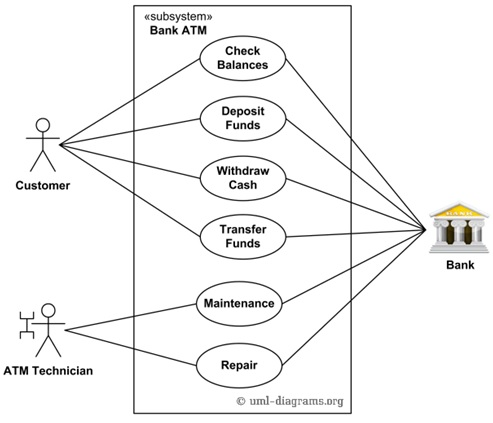 «subsystem»
Bank ATM
Check
Balances
Deposit
Funds
Customer
Withdraw
Cash
Transfer
Funds
Bank
Maintenance
ATM Technician
Repair
© uml-diagrams.org